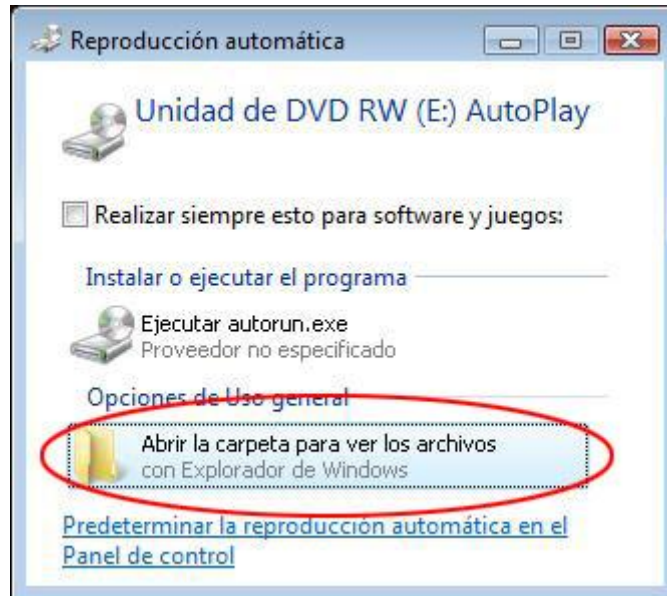 Reproducción automática
Unidad de DVD RW (E:) AutoPlay
Realizar siempre esto para software y juegos:
Instalar o ejecutar el programa
Ejecutar autorun.exe
Proveedor no especificado
Opciones de Uso general
Abrir la carpeta para ver los archivos
con Explorador de Windows
Predeterminar la reproducción automática en el
Panel de control